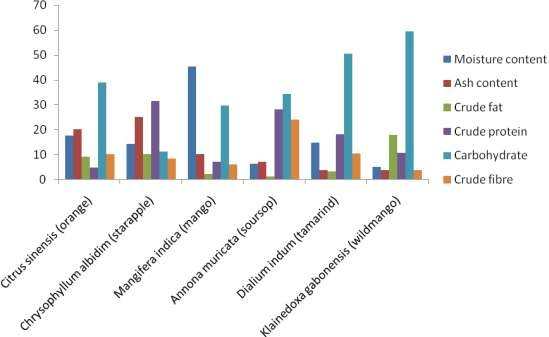 70
60
50
40
30
20
10
0
Moisture content
Ash content
Crude fat
Crude protein
Carbohydrate
Crude fibre
Citrus sinensis (orange)
Chrysophyllum albidim (starapple)
Mangifera indica (mango)
Annona muricata (soursop)
Dialium indum (tamarind)
Klainedoxa gabonensis (wildmango)